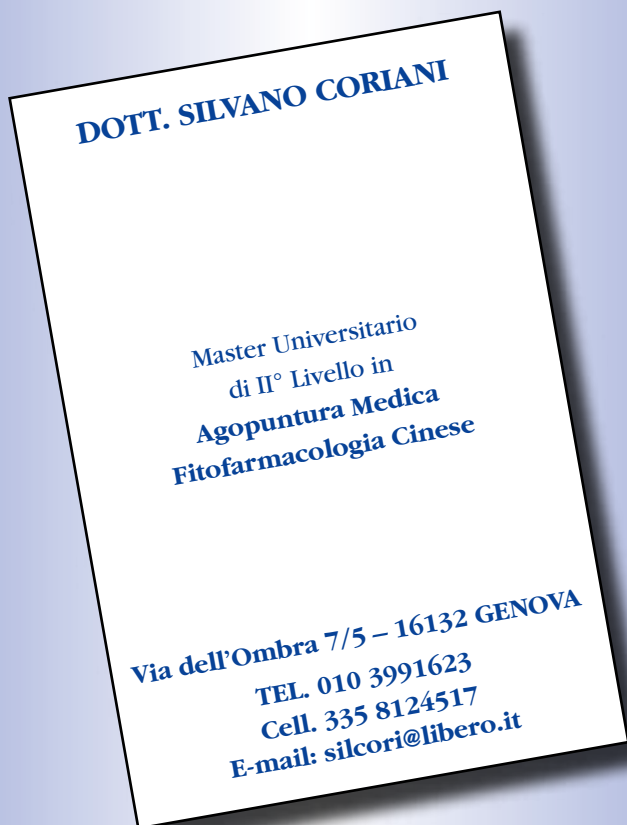 DOTT. SILVANO CORIANI
Master Universitario
di II° Livello in
Agopuntura Medica
Fitofarmacologia Cinese
Via dell’Ombra 7/5 – 16132 GENOVA
TEL. 010 3991623
Cell. 335 8124517
E-mail: silcori@libero.it